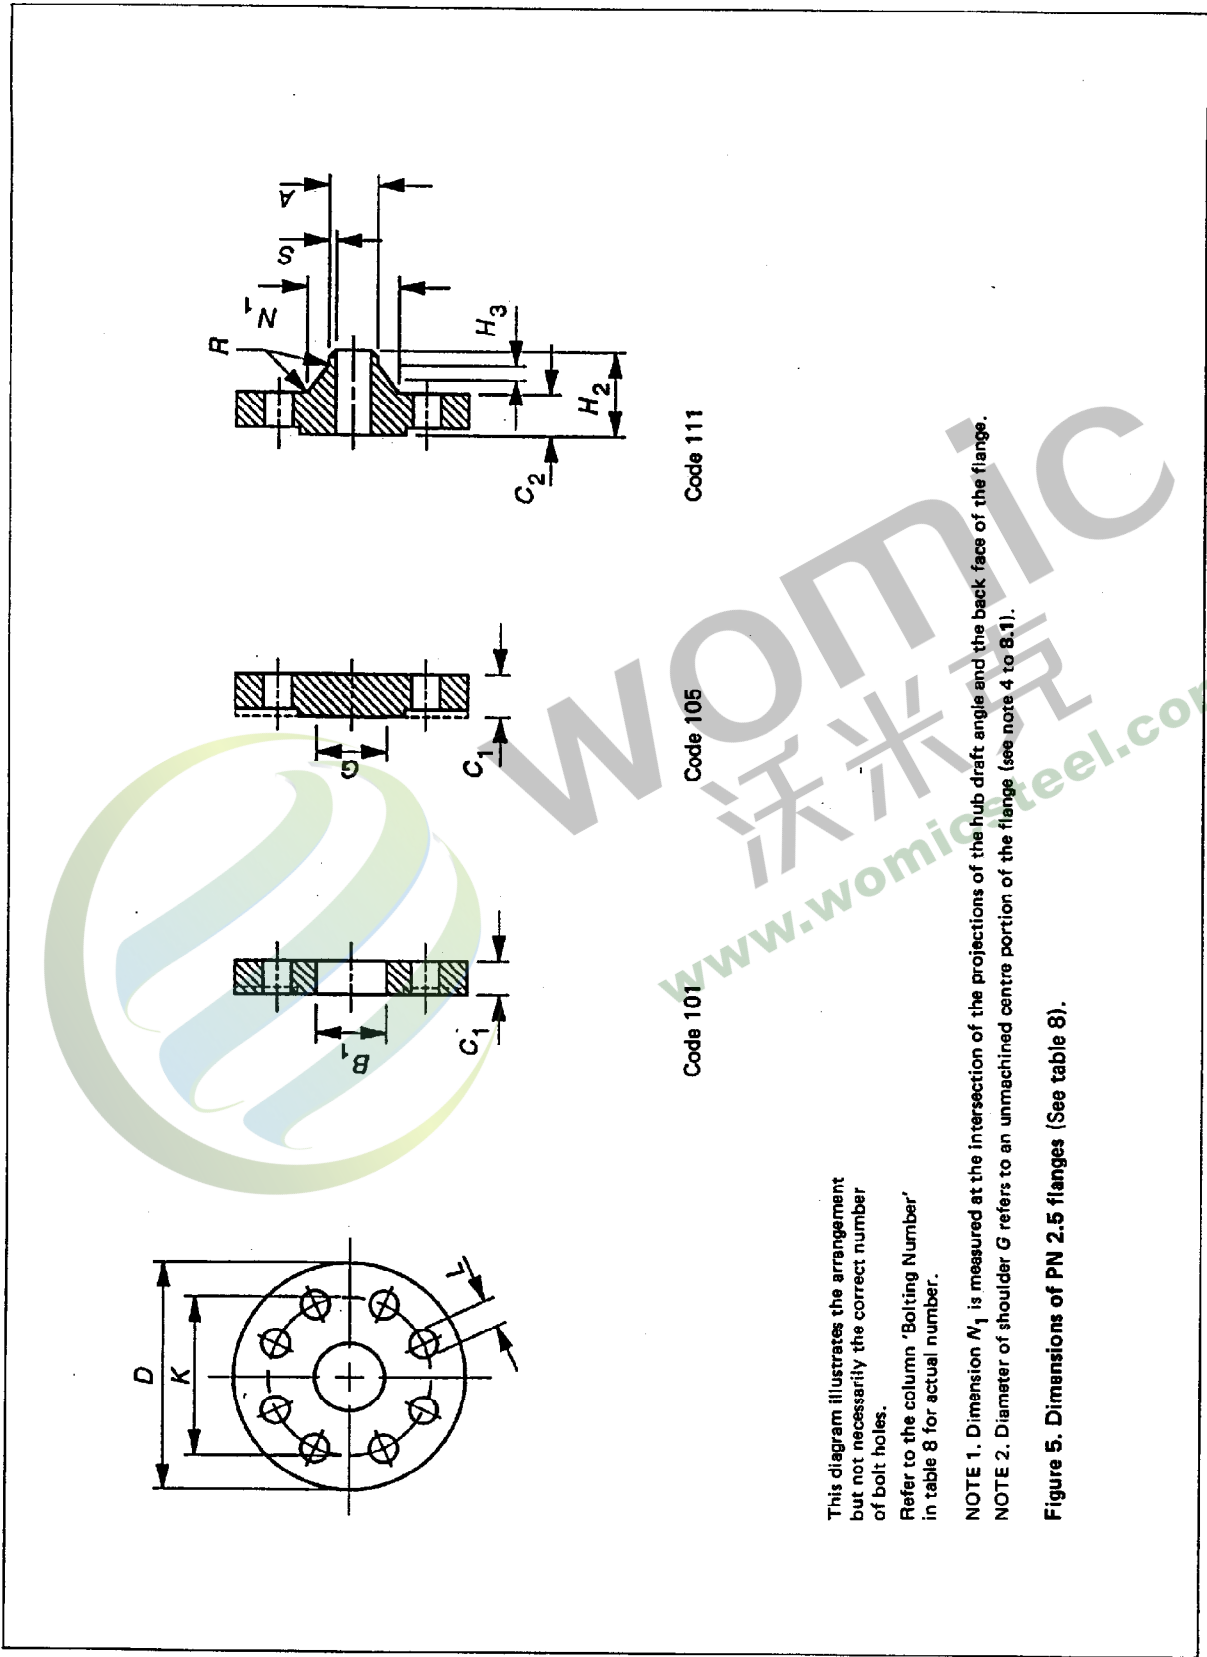 D
K
L
B1
C1
G
C1
R
N1
S
A
H3
H2
C2
Code 101
Code 105
Code 111
This diagram illustrates the arrangement
but not necessarily the correct number
of bolt holes.
Refer to the column 'Bolting Number'
in table 8 for actual number.
NOTE 1. Dimension N1 is measured at the intersection of the projections of the hub draft angle and the back face of the flange.
NOTE 2. Diameter of shoulder G refers to an unmachined centre portion of the flange (see note 4 to 8.1).
Figure 5. Dimensions of PN 2.5 flanges (See table 8).
womic
沃米克
www.womicsteel.com